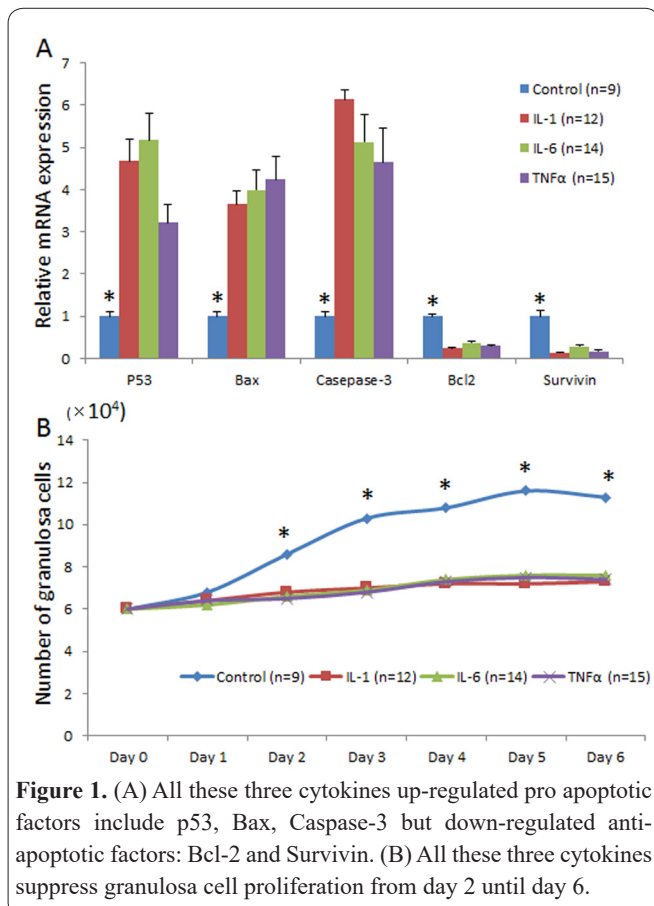 A
Relative mRNA expression
7
6
5
4
3
2
1
0
Control (n=9)
IL-1 (n=12)
IL-6 (n=14)
TNFα (n=15)
* * * * *
P53 Bax Casepase-3 Bcl2 Survivin
(×10⁴)
B
Number of granulosa cells
14
12
10
8
6
4
2
0
* * * * *
Control (n=9) IL-1 (n=12) IL-6 (n=14) TNFα (n=15)
Day 0 Day 1 Day 2 Day 3 Day 4 Day 5 Day 6
Figure 1. (A) All these three cytokines up-regulated pro apoptotic
factors include p53, Bax, Caspase-3 but down-regulated anti-
apoptotic factors: Bcl-2 and Survivin. (B) All these three cytokines
suppress granulosa cell proliferation from day 2 until day 6.